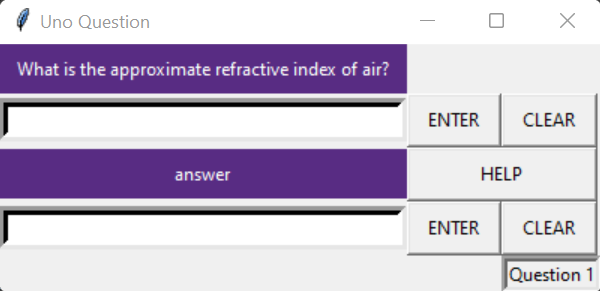 Uno Question
What is the approximate refractive index of air?
ENTER CLEAR
answer HELP
ENTER CLEAR
Question 1